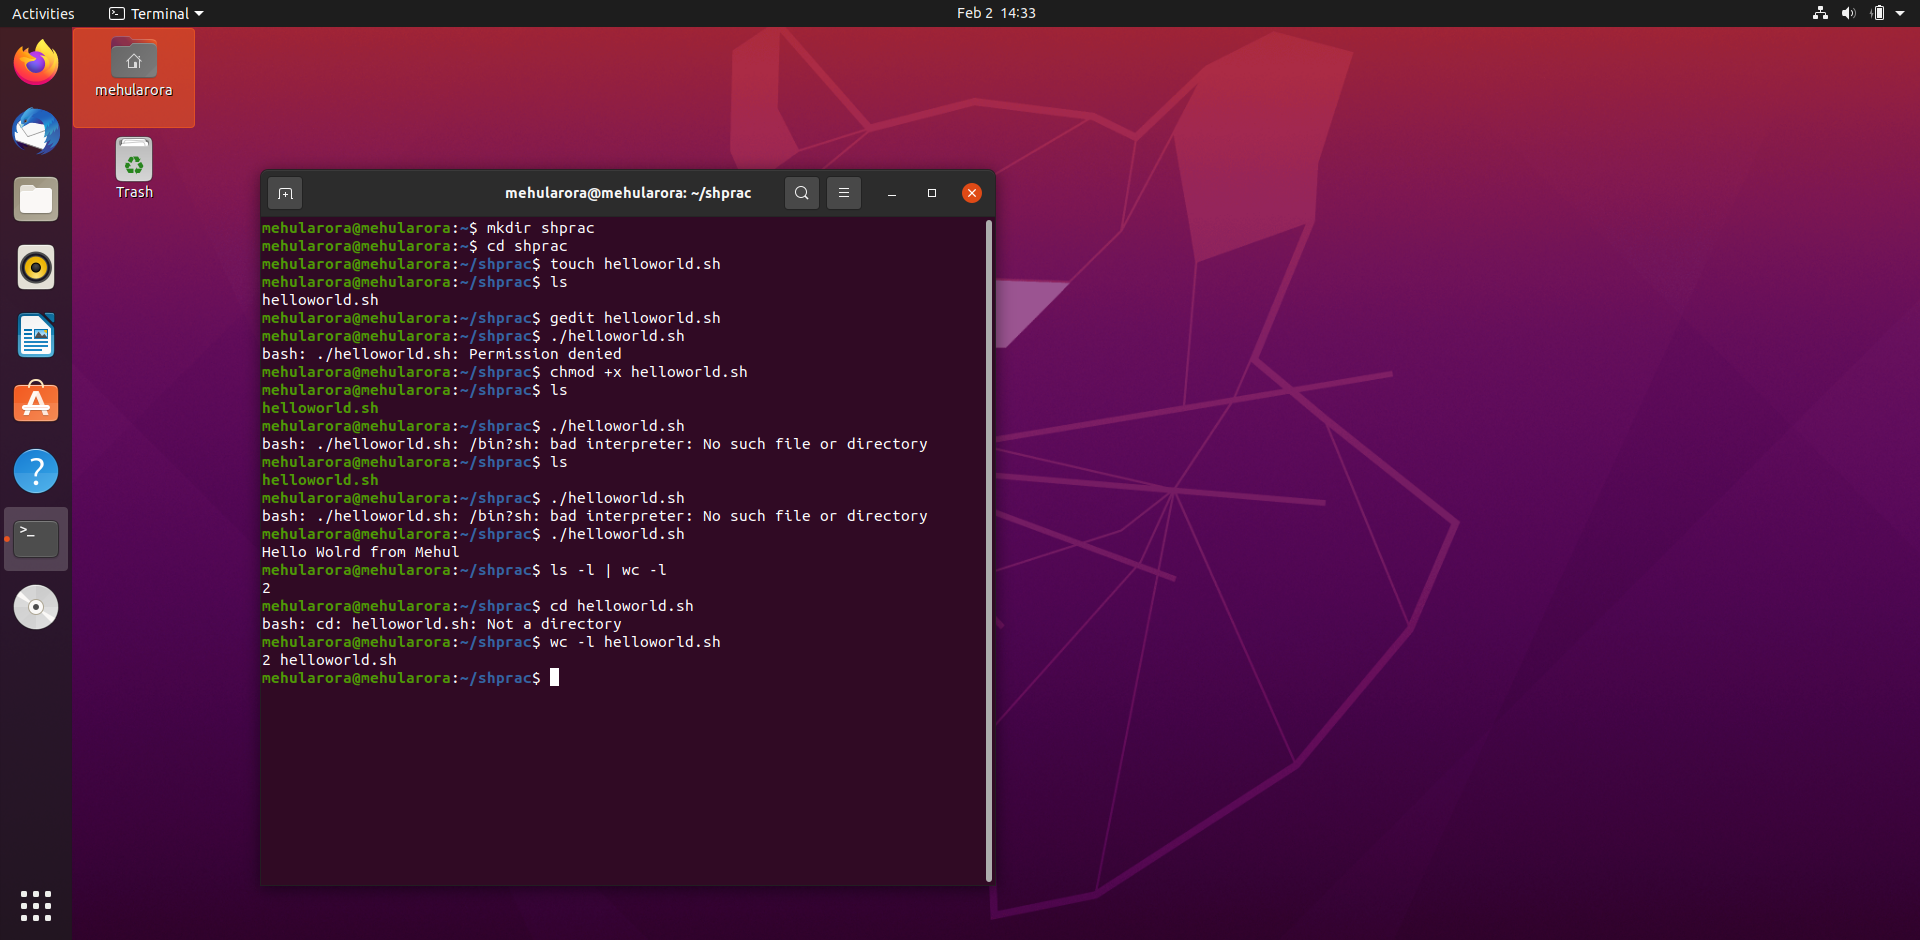 Activities
Terminal
Feb 2 14:33
mehularora
Trash
mehularora@mehularora: ~/shprac
mehularora@mehularora:~$ mkdir shprac
mehularora@mehularora:~$ cd shprac
mehularora@mehularora:~/shprac$ touch helloworld.sh
mehularora@mehularora:~/shprac$ ls
helloworld.sh
mehularora@mehularora:~/shprac$ gedit helloworld.sh
mehularora@mehularora:~/shprac$ ./helloworld.sh
bash: ./helloworld.sh: Permission denied
mehularora@mehularora:~/shprac$ chmod +x helloworld.sh
mehularora@mehularora:~/shprac$ ls
helloworld.sh
mehularora@mehularora:~/shprac$ ./helloworld.sh
bash: ./helloworld.sh: /bin?sh: bad interpreter: No such file or directory
mehularora@mehularora:~/shprac$ ls
helloworld.sh
mehularora@mehularora:~/shprac$ ./helloworld.sh
bash: ./helloworld.sh: /bin?sh: bad interpreter: No such file or directory
mehularora@mehularora:~/shprac$ ./helloworld.sh
Hello Wolrd from Mehul
mehularora@mehularora:~/shprac$ ls -l | wc -l
2
mehularora@mehularora:~/shprac$ cd helloworld.sh
bash: cd: helloworld.sh: Not a directory
mehularora@mehularora:~/shprac$ wc -l helloworld.sh
2 helloworld.sh
mehularora@mehularora:~/shprac$